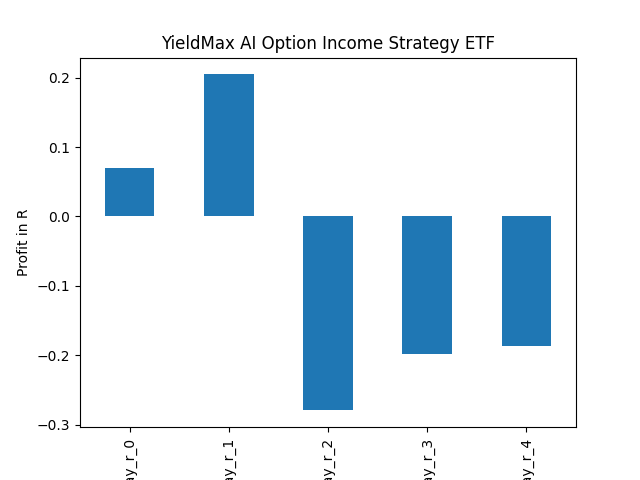 YieldMax AI Option Income Strategy ETF
Profit in R
0.2
0.1
0.0
−0.1
−0.2
−0.3
ay_r_0
ay_r_1
ay_r_2
ay_r_3
ay_r_4